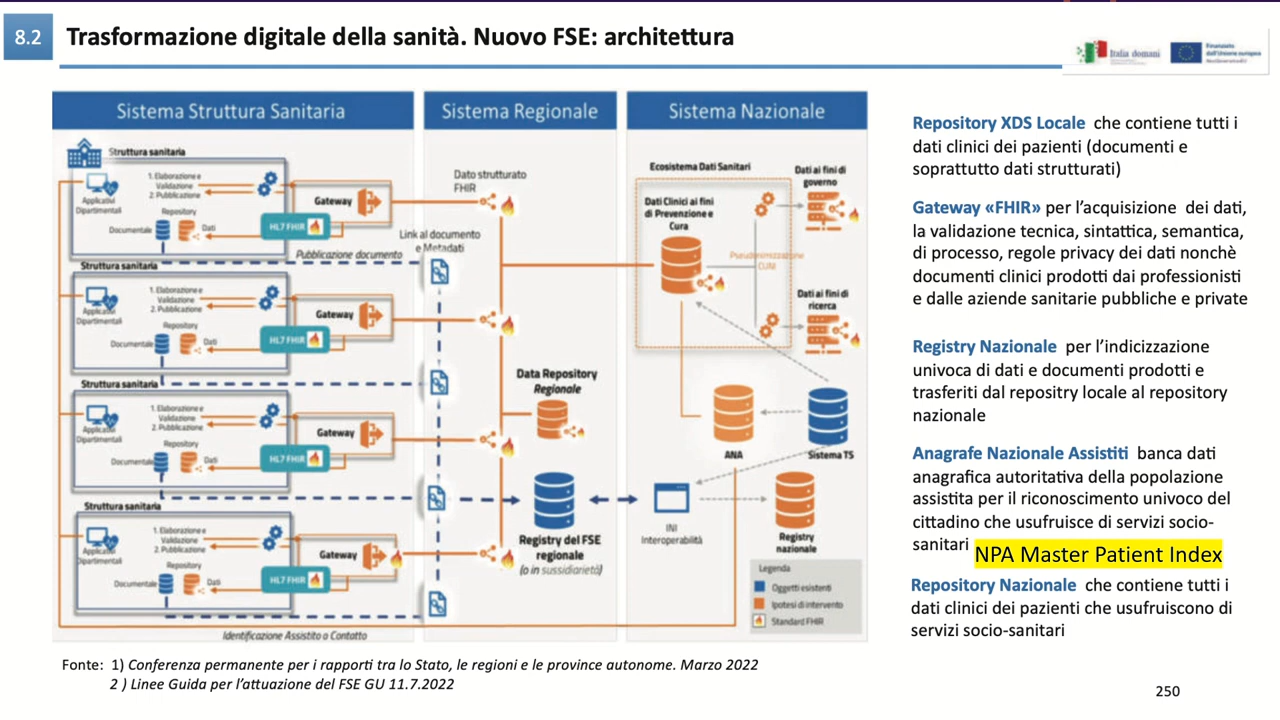 8.2
Trasformazione digitale della sanità. Nuovo FSE: architettura
Italia domani
Finanziato
dall'Unione europea
NextGenerationEU
Sistema Struttura Sanitaria
Sistema Regionale
Sistema Nazionale
Struttura sanitaria
1. Elaborazione e
Validazione
2. Pubblicazione
Applicativi
Dipartimentali
Repository
Documentale
Dati
HL7 FHIR
Gateway
Pubblicazione documento
Struttura sanitaria
1. Elaborazione e
Validazione
2. Pubblicazione
Applicativi
Dipartimentali
Repository
Documentale
Dati
HL7 FHIR
Gateway
Struttura sanitaria
1. Elaborazione e
Validazione
2. Pubblicazione
Applicativi
Dipartimentali
Repository
Documentale
Dati
HL7 FHIR
Gateway
Struttura sanitaria
1. Elaborazione e
Validazione
2. Pubblicazione
Applicativi
Dipartimentali
Repository
Documentale
Dati
HL7 FHIR
Gateway
Identificazione Assistito o Contatto
Dato strutturato
FHIR
Link al documento
e Metadati
Data Repository
Regionale
Registry del FSE
regionale
(o in sussidiarietà)
Ecosistema Dati Sanitari
Dati Clinici ai fini
di Prevenzione e
Cura
Pseudonimizzazione
CUNI
Dati ai fini di
governo
Dati ai fini di
ricerca
ANA
Sistema TS
INI
Interoperabilità
Registry
nazionale
Legenda
Oggetti esistenti
Ipotesi di intervento
Standard FHIR
Repository XDS Locale che contiene tutti i
dati clinici dei pazienti (documenti e
soprattutto dati strutturati)
Gateway «FHIR» per l'acquisizione dei dati,
la validazione tecnica, sintattica, semantica,
di processo, regole privacy dei dati nonchè
documenti clinici prodotti dai professionisti
e dalle aziende sanitarie pubbliche e private
Registry Nazionale per l'indicizzazione
univoca di dati e documenti prodotti e
trasferiti dal repositry locale al repository
nazionale
Anagrafe Nazionale Assistiti banca dati
anagrafica autoritativa della popolazione
assistita per il riconoscimento univoco del
cittadino che usufruisce di servizi socio-
sanitari NPA Master Patient Index
Repository Nazionale che contiene tutti i
dati clinici dei pazienti che usufruiscono di
servizi socio-sanitari
Fonte: 1) Conferenza permanente per i rapporti tra lo Stato, le regioni e le province autonome. Marzo 2022
2 ) Linee Guida per l'attuazione del FSE GU 11.7.2022
250